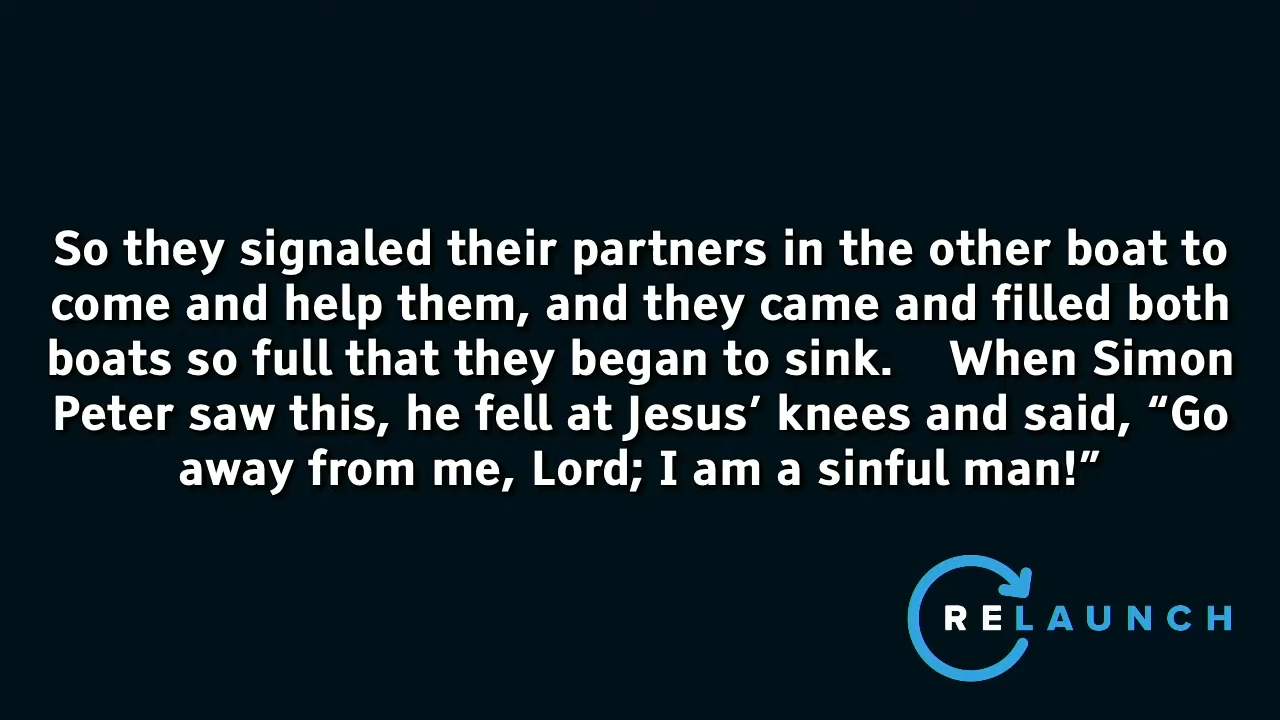 So they signaled their partners in the other boat to
come and help them, and they came and filled both
boats so full that they began to sink. When Simon
Peter saw this, he fell at Jesus’ knees and said, “Go
away from me, Lord; I am a sinful man!”
RELAUNCH